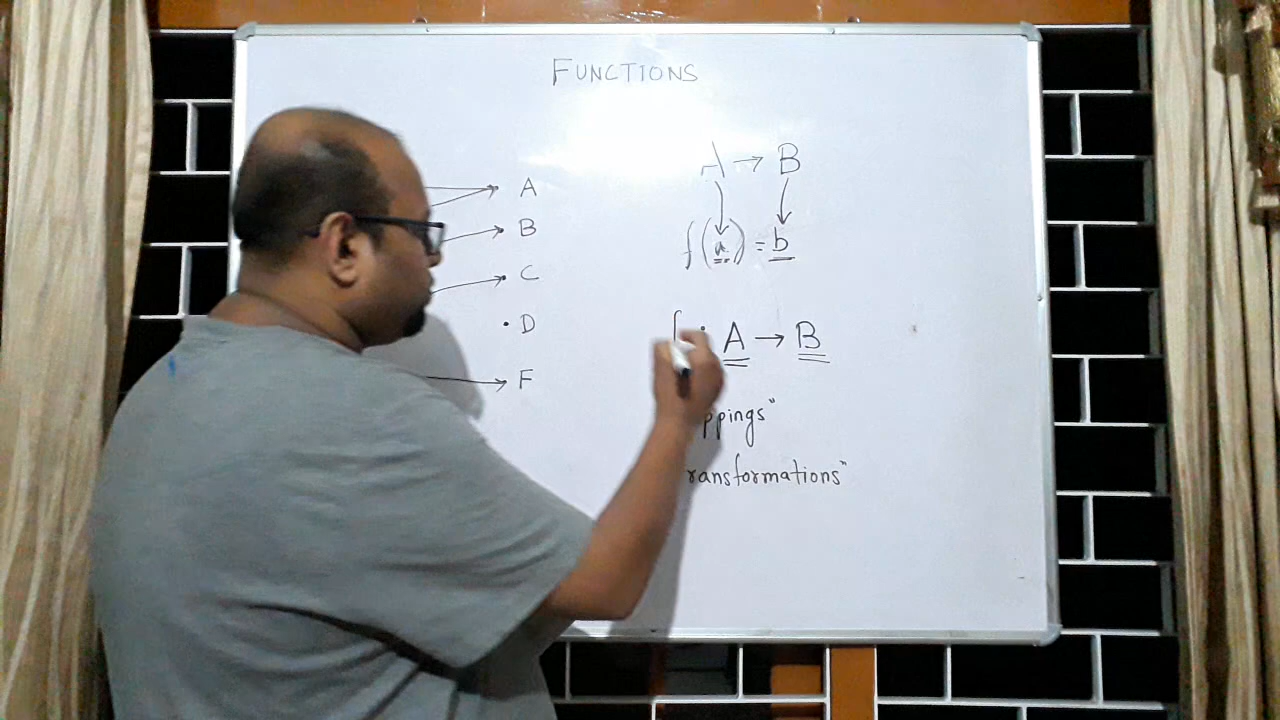 FUNCTIONS
A
B
C
D
F
A → B
f(a) = b
f : A → B
ppings"
ransformations"